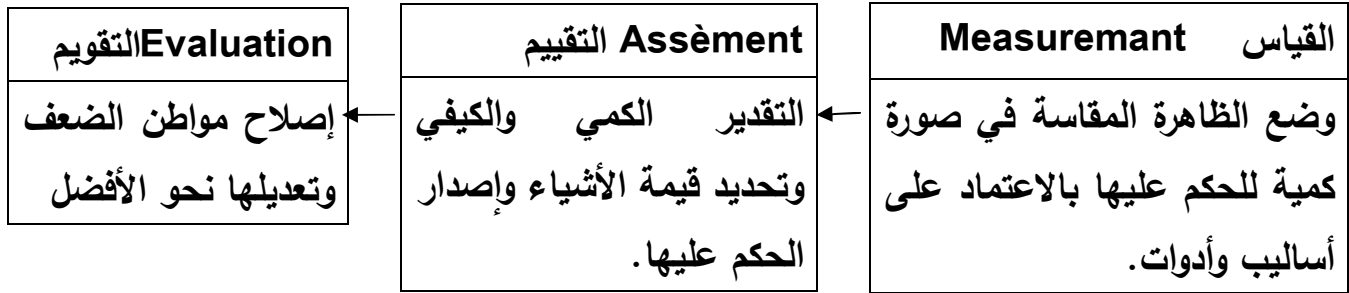 القياس Measuremant
وضع الظاهرة المقاسة في صورة
كمية للحكم عليها بالاعتماد على
أساليب وأدوات.
التقييم Assèment
التقدير الكمي والكيفي
وتحديد قيمة الأشياء وإصدار
الحكم عليها.
التقويمEvaluation
إصلاح مواطن الضعف
وتعديلها نحو الأفضل